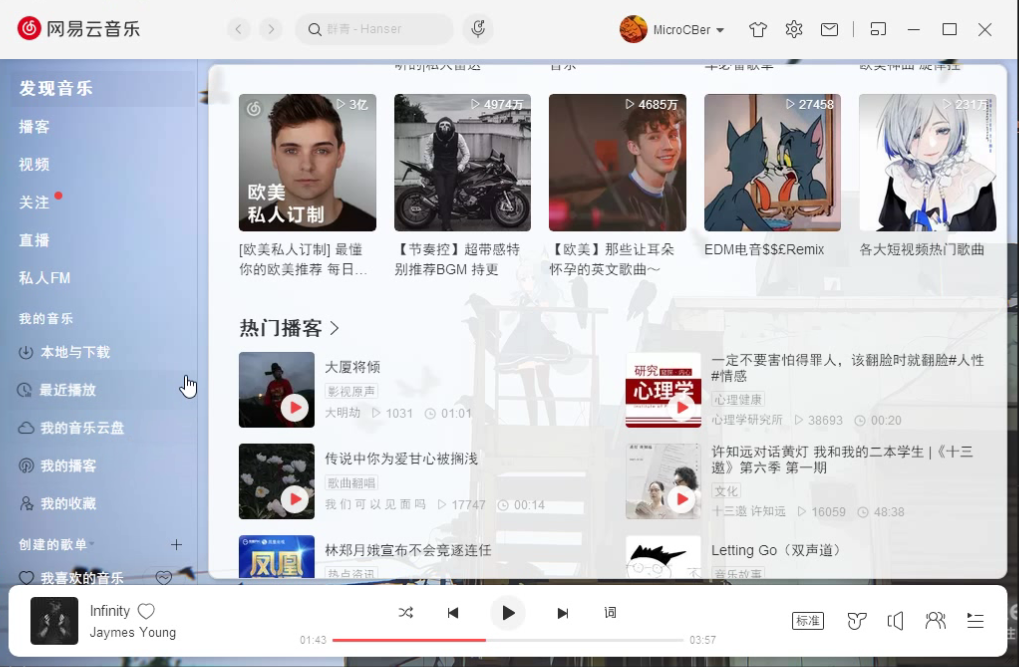 网易云音乐
群青 - Hanser
MicroCBer
发现音乐
播客
视频
关注
直播
私人FM
我的音乐
本地与下载
最近播放
我的音乐云盘
我的播客
我的收藏
创建的歌单
我喜欢的音乐
3亿
欧美
私人订制
[欧美私人订制] 最懂
你的欧美推荐 每日...
4974万
【节奏控】超带感特
别推荐BGM 持更
4685万
【欧美】那些让耳朵
怀孕的英文歌曲～
27458
EDM电音$$£Remix
231万
各大短视频热门歌曲
热门播客
大厦将倾
影视原声
大明劫 1031 01:01
研究
心理学
一定不要害怕得罪人，该翻脸时就翻脸#人性
#情感
心理健康
心理学研究所 38693 00:20
传说中你为爱甘心被搁浅
歌曲翻唱
我们可以见面吗 17747 00:14
许知远对话黄灯 我和我的二本学生 |《十三
邀》第六季 第一期
文化
十三邀 许知远 16059 48:38
凤凰
林郑月娥宣布不会竞逐连任
热点资讯
Letting Go（双声道）
音乐故事
Infinity
Jaymes Young
词
01:43
03:57
标准